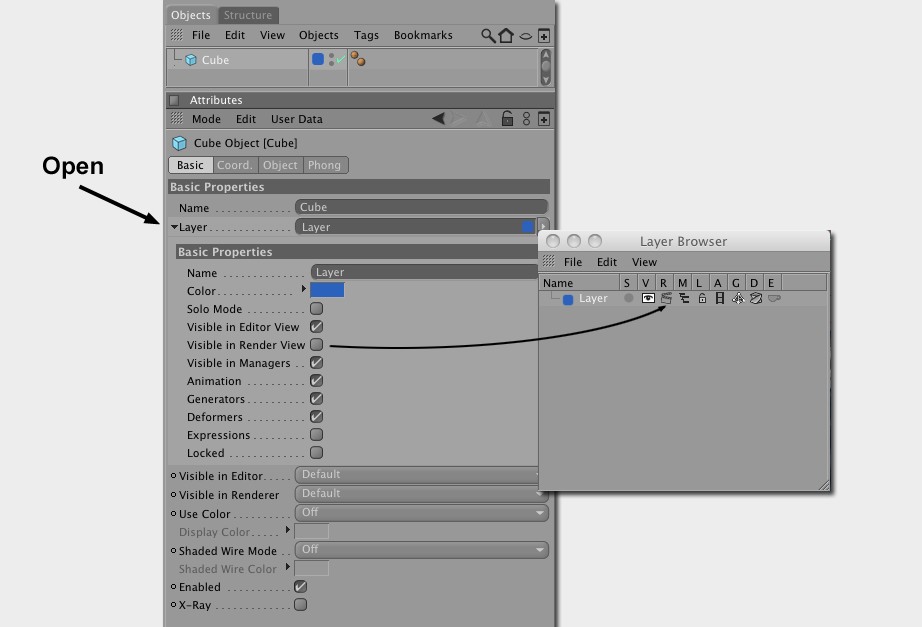 Objects Structure
File Edit View Objects Tags Bookmarks
Cube
Attributes
Mode Edit User Data
Cube Object [Cube]
Basic Coord. Object Phong
Open
Basic Properties
Name Cube
Layer Layer
Basic Properties
Name Layer
Color
Solo Mode
Visible in Editor View
Visible in Render View
Visible in Managers
Animation
Generators
Deformers
Expressions
Locked
Visible in Editor Default
Visible in Renderer Default
Use Color Off
Display Color
Shaded Wire Mode Off
Shaded Wire Color
Enabled
X-Ray
Layer Browser
File Edit View
Name S V R M L A G D E
Layer